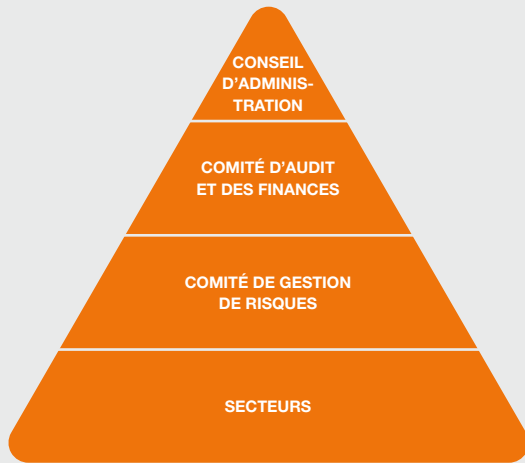 CONSEIL
D'ADMINIS-
TRATION
COMITÉ D'AUDIT
ET DES FINANCES
COMITÉ DE GESTION
DE RISQUES
SECTEURS